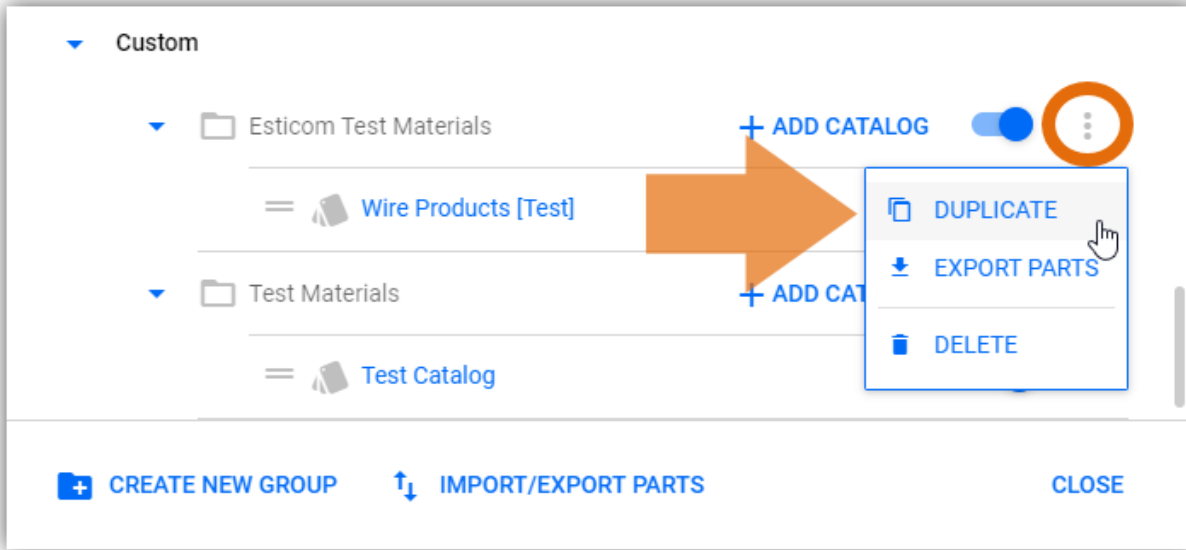 Custom
Esticom Test Materials
+ ADD CATALOG
Wire Products [Test]
DUPLICATE
EXPORT PARTS
Test Materials
+ ADD CAT
DELETE
Test Catalog
CREATE NEW GROUP
IMPORT/EXPORT PARTS
CLOSE